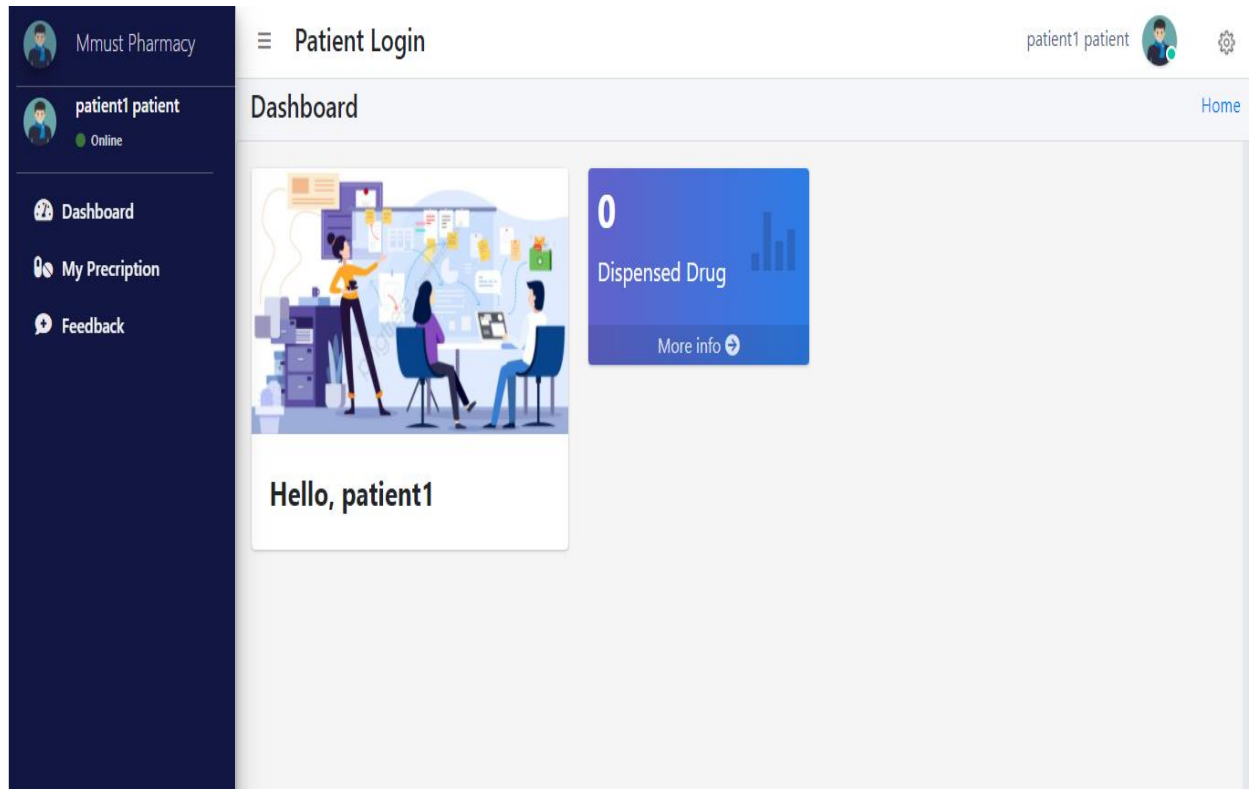 Mmust Pharmacy
Patient Login
patient1 patient
patient1 patient
Online
Dashboard
Home
Dashboard
My Precription
Feedback
0
Dispensed Drug
More info
Hello, patient1